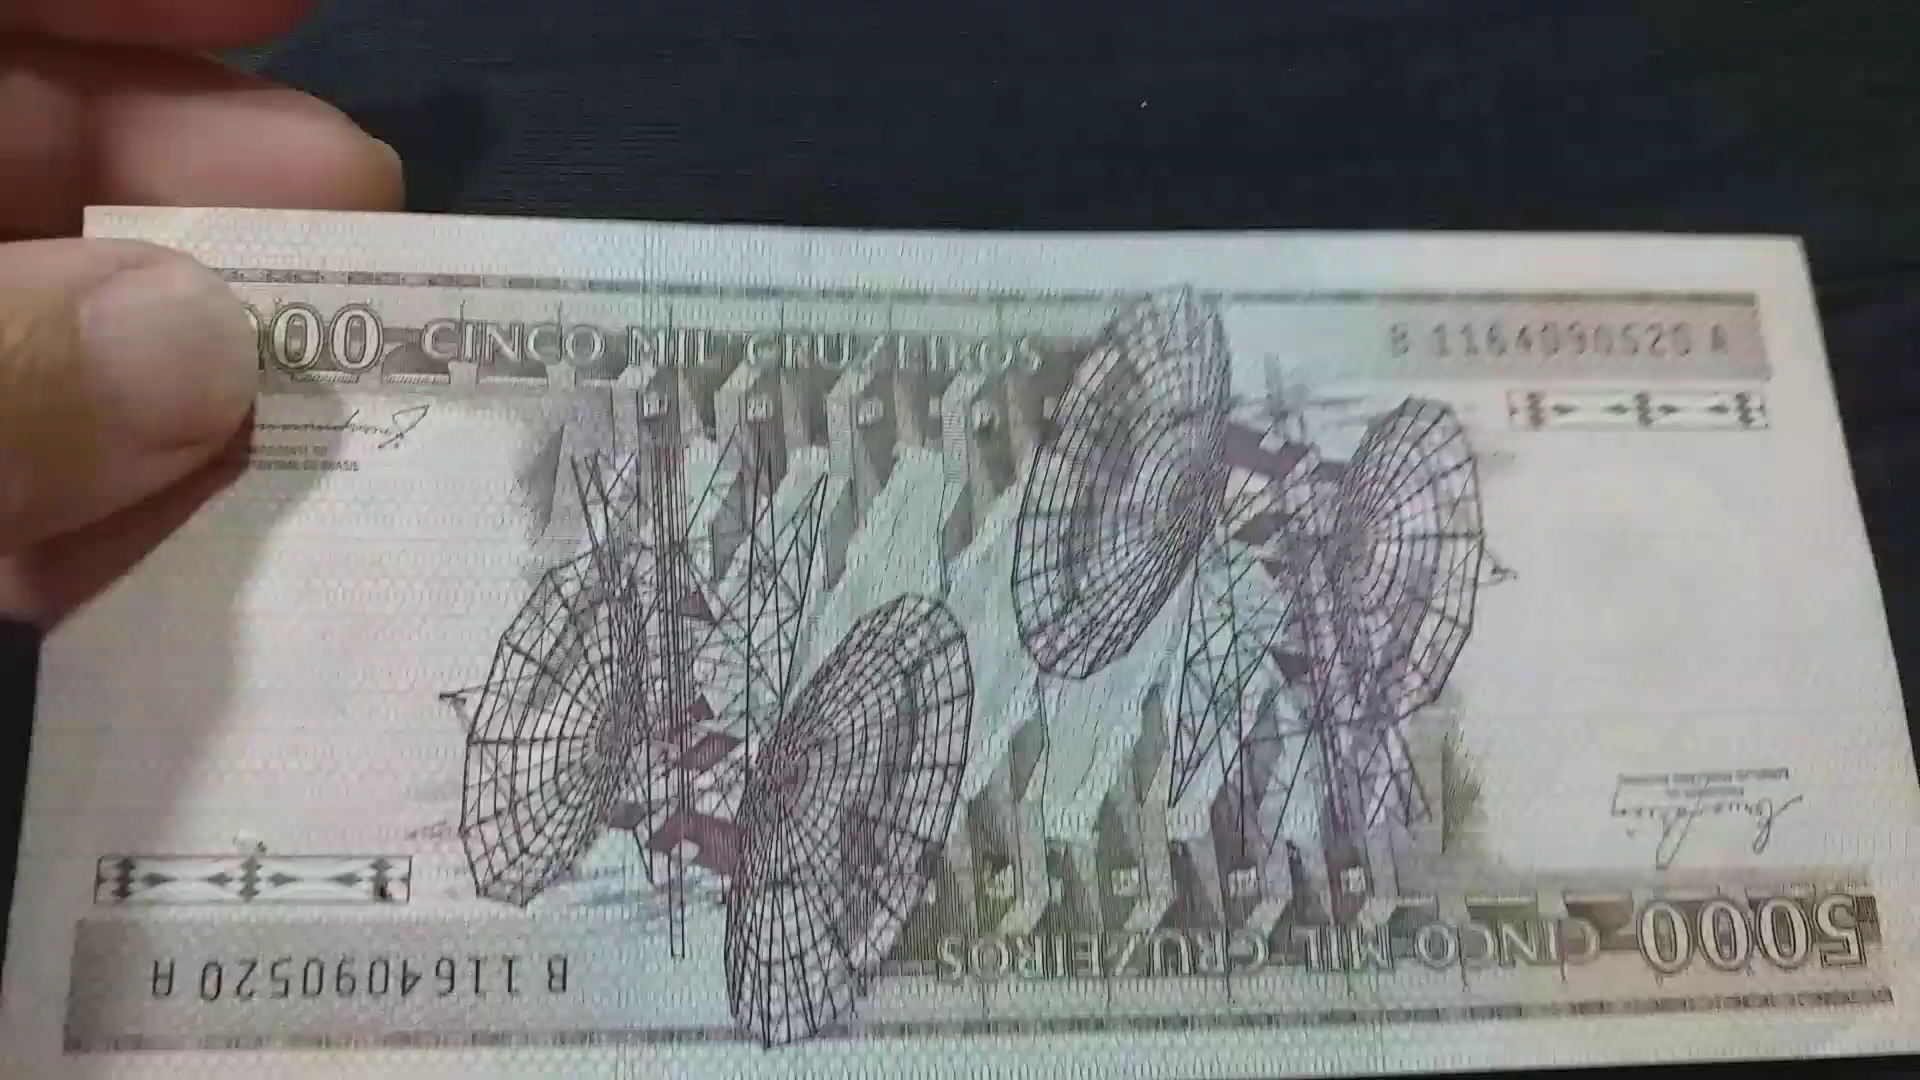 000 CINCO MIL CRUZEIROS
B 1164090520 A
B 1164090520 A
5000 CINCO MIL CRUZEIROS